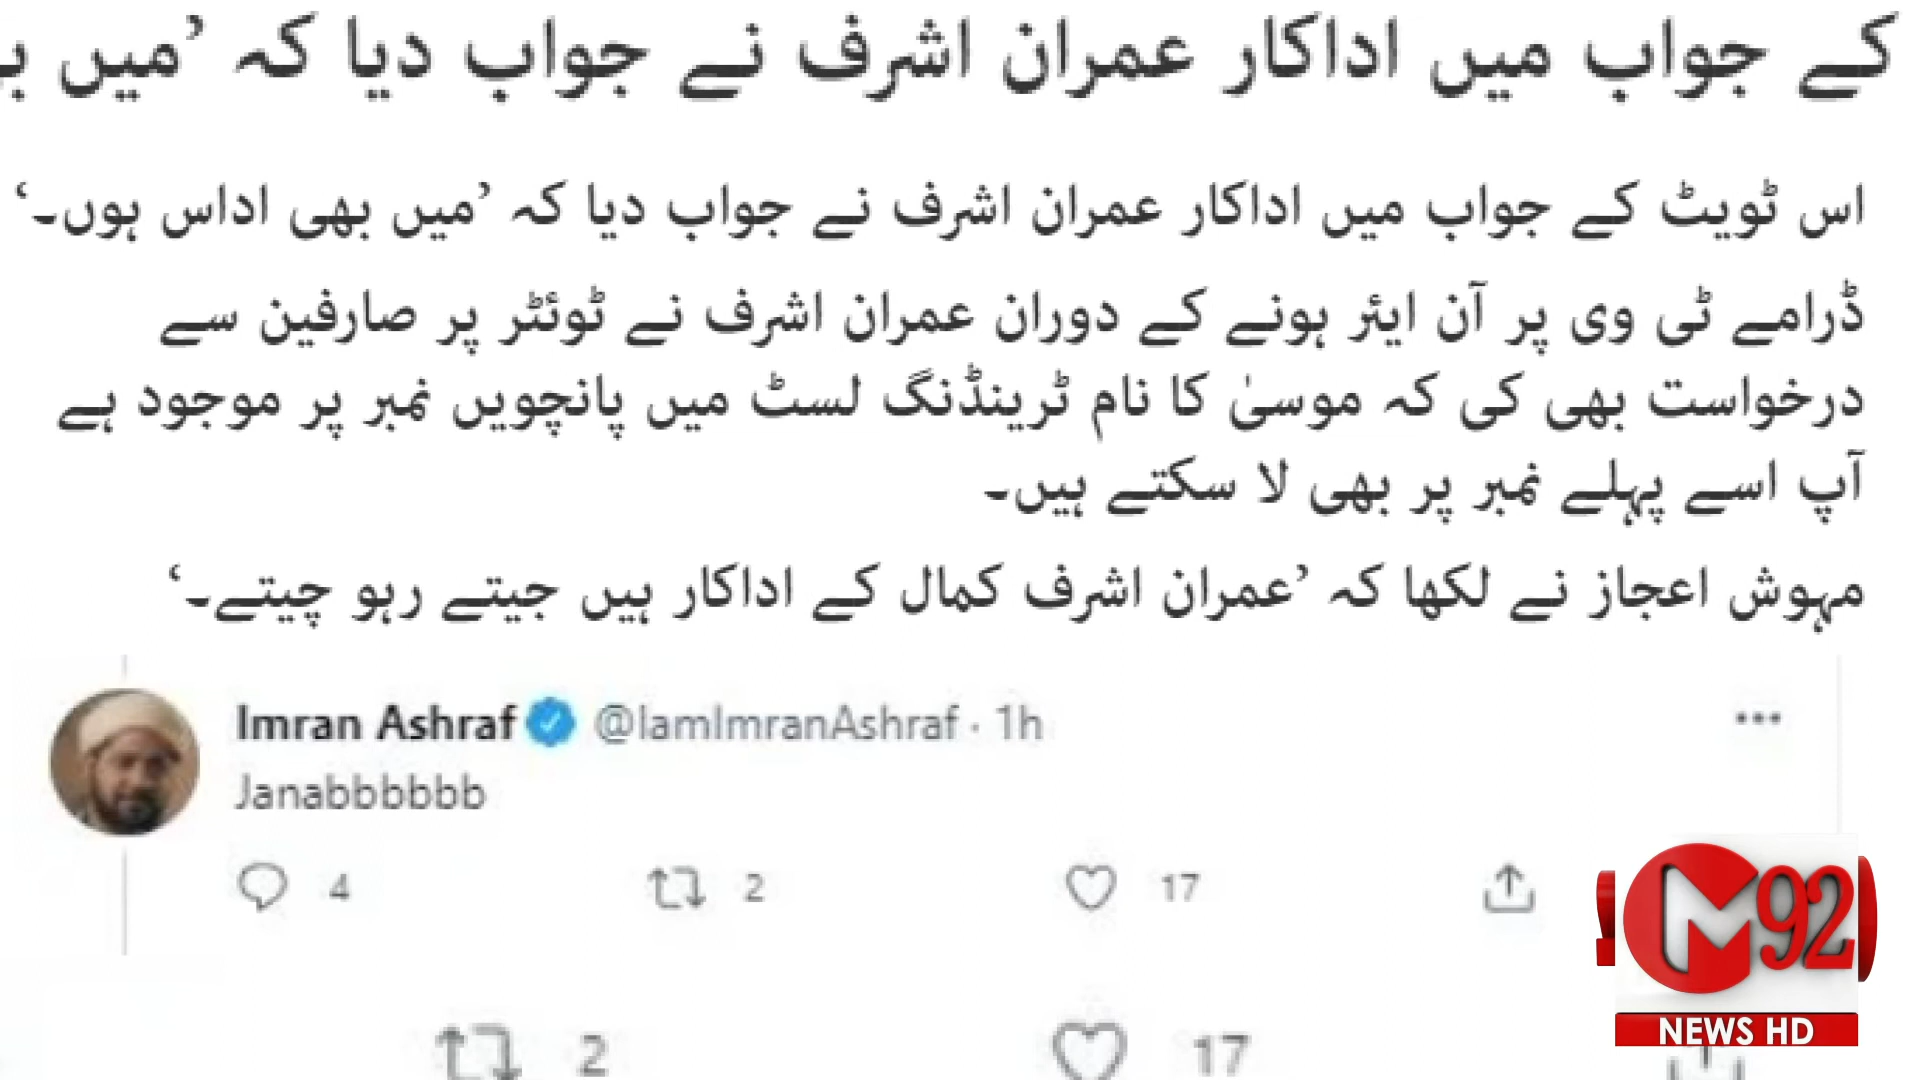 کے جواب میں اداکار عمران اشرف نے جواب دیا کہ ’میں
اس ٹویٹ کے جواب میں اداکار عمران اشرف نے جواب دیا کہ ’میں بھی اداس ہوں۔‘
ڈرامے ٹی وی پر آن ایئر ہونے کے دوران عمران اشرف نے ٹوئٹر پر صارفین سے
درخواست بھی کی کہ موسیٰ کا نام ٹرینڈنگ لسٹ میں پانچویں نمبر پر موجود ہے
آپ اسے پہلے نمبر پر بھی لا سکتے ہیں۔
مہوش اعجاز نے لکھا کہ ’عمران اشرف کمال کے اداکار ہیں جیتے رہو چیتے۔‘
Imran Ashraf @IamImranAshraf · 1h
Janabbbbbb
4 2 17
M92
NEWS HD
2 17